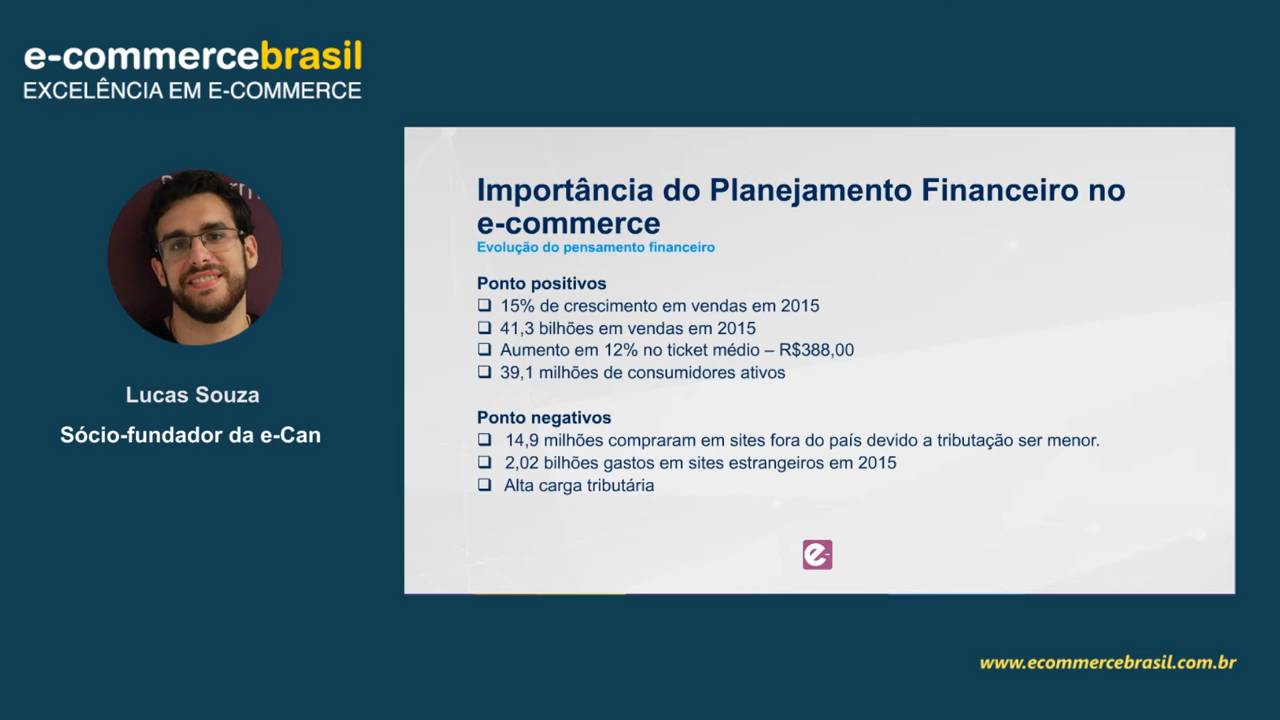 e-commercebrasil
EXCELÊNCIA EM E-COMMERCE
Importância do Planejamento Financeiro no
e-commerce
Evolução do pensamento financeiro
Ponto positivos
15% de crescimento em vendas em 2015
41,3 bilhões em vendas em 2015
Aumento em 12% no ticket médio – R$388,00
39,1 milhões de consumidores ativos
Ponto negativos
14,9 milhões compraram em sites fora do país devido a tributação ser menor.
2,02 bilhões gastos em sites estrangeiros em 2015
Alta carga tributária
e-
Lucas Souza
Sócio-fundador da e-Can
www.ecommercebrasil.com.br